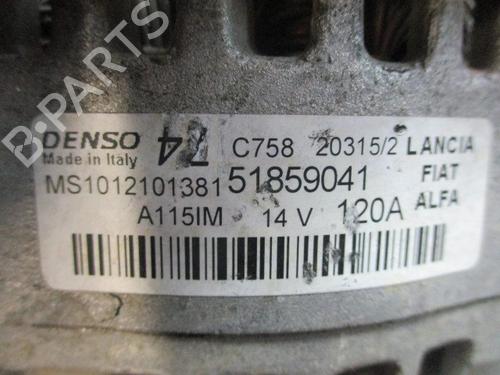 B-PARTS
DENSO 74 C758 20315/2 LANCIA
Made in Italy
MS1012101381 51859041 FIAT
A115IM 14 V 120A ALFA